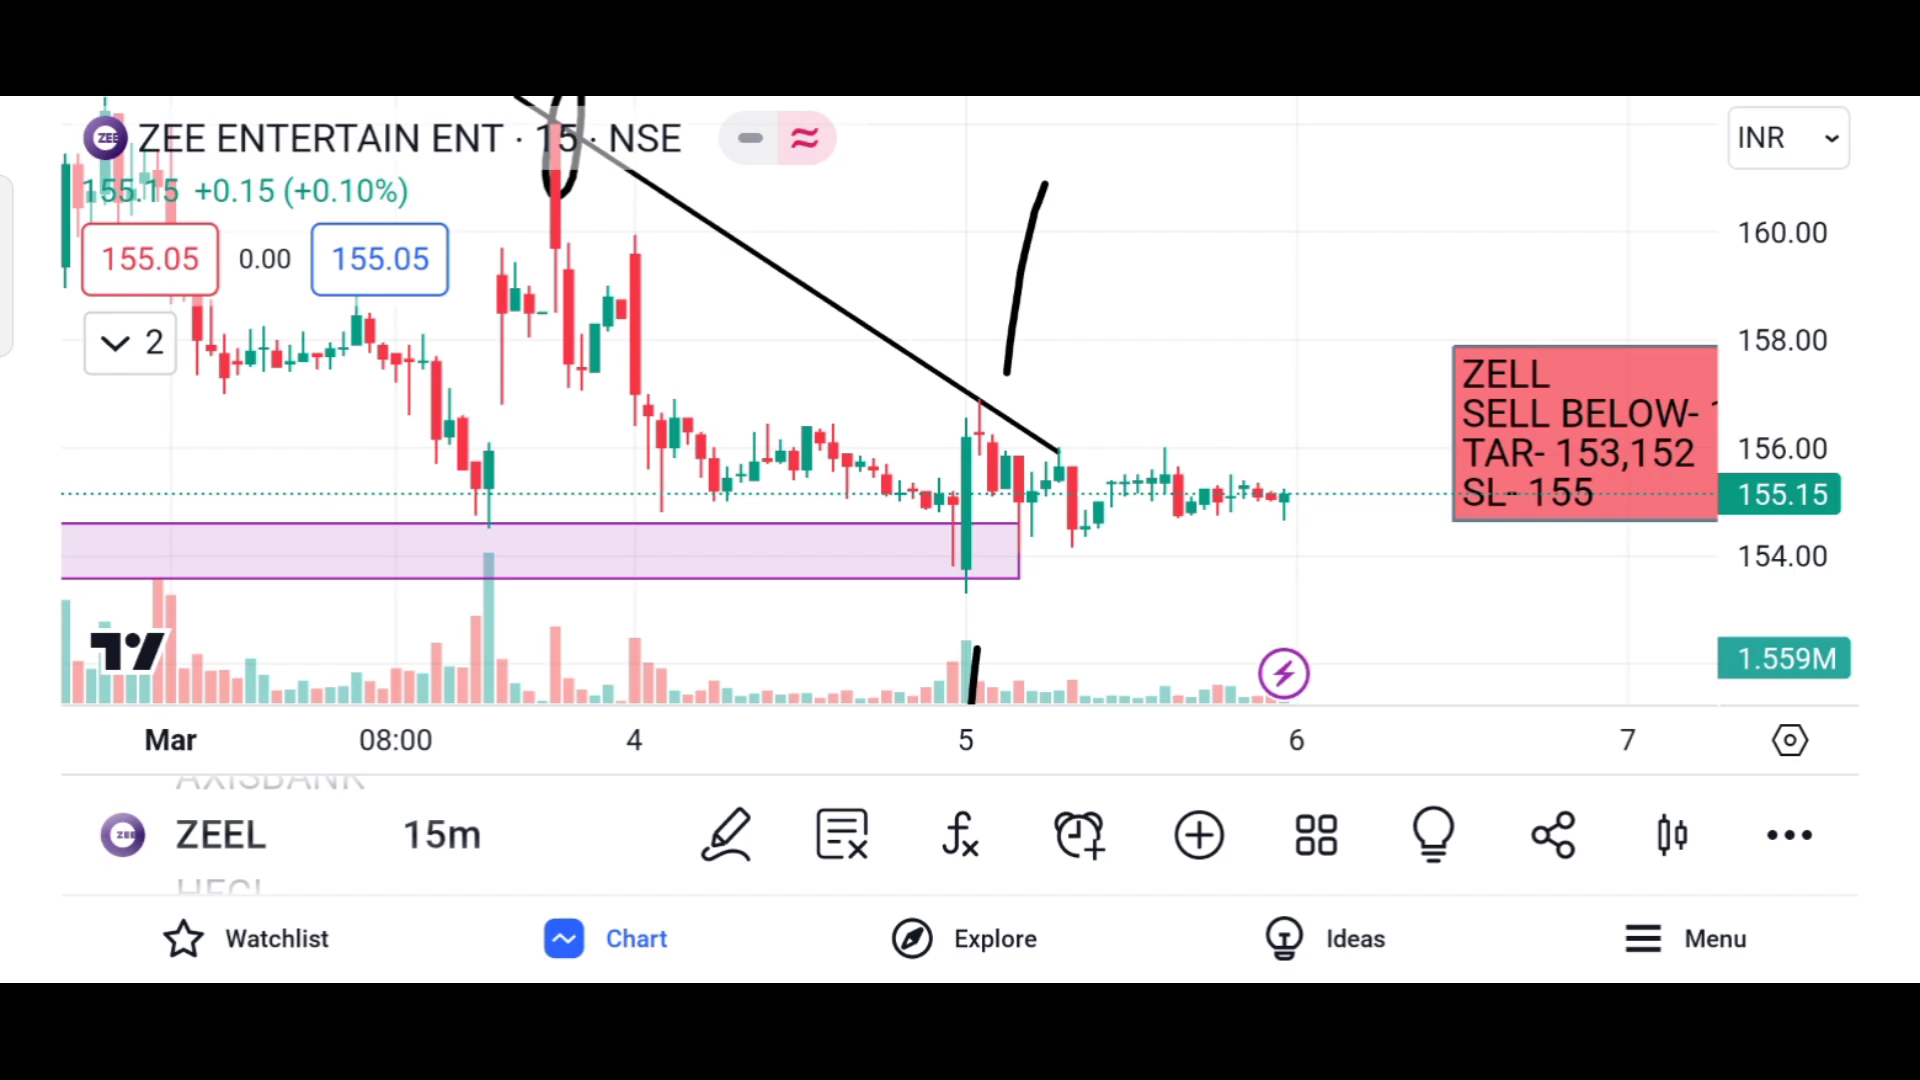 ZEE ENTERTAIN ENT · 15 · NSE
INR
155.15 +0.15 (+0.10%)
155.05 0.00 155.05
2
160.00
158.00
156.00
155.15
154.00
1.559M
ZELL
SELL BELOW-
TAR- 153,152
SL- 155
Mar 08:00 4 5 6 7
AXISBANK
ZEEL 15m
Watchlist Chart Explore Ideas Menu